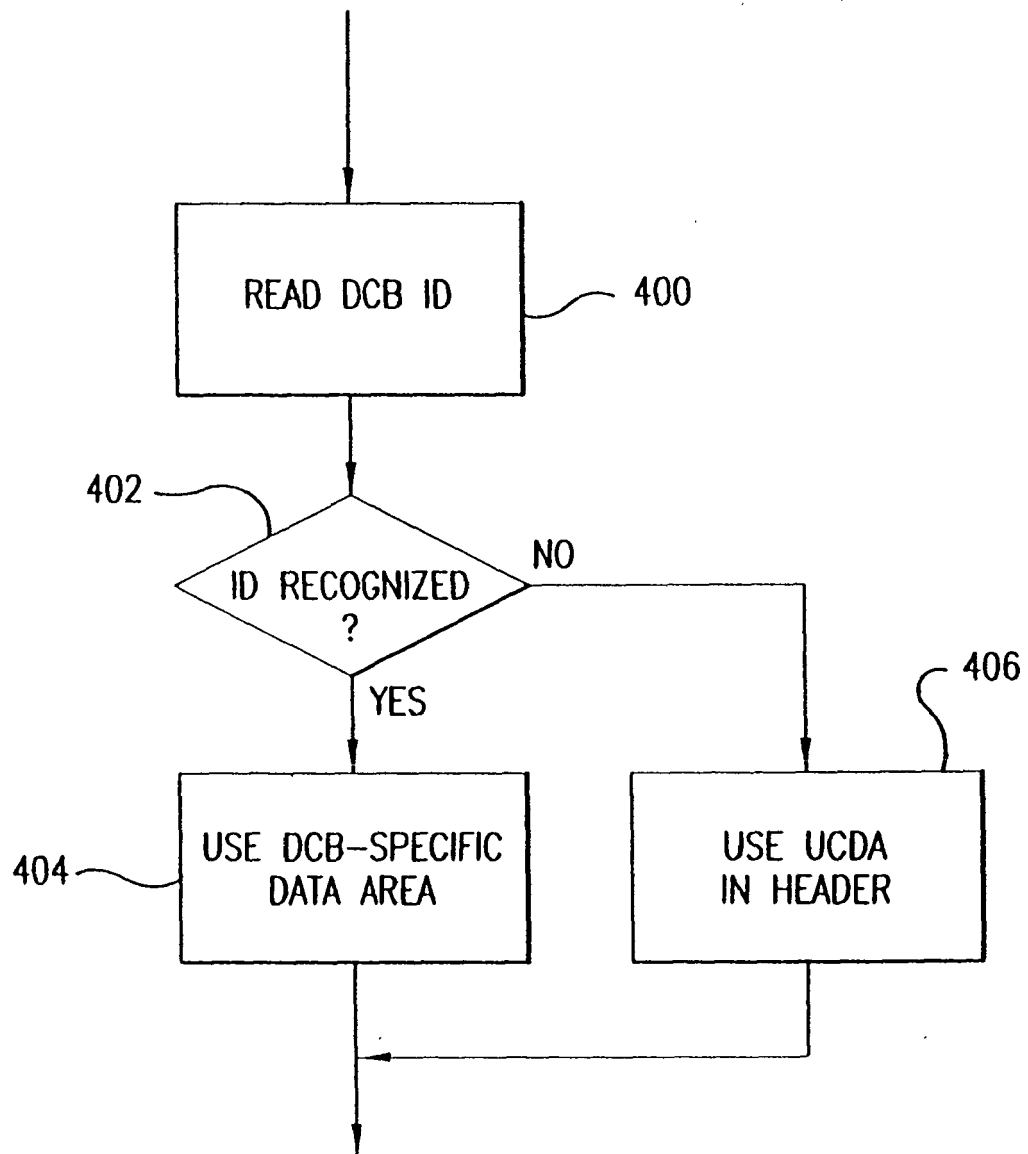 READ DCB ID
400
402
ID RECOGNIZED
?
NO
YES
406
404
USE DCB-SPECIFIC
DATA AREA
USE UCDA
IN HEADER